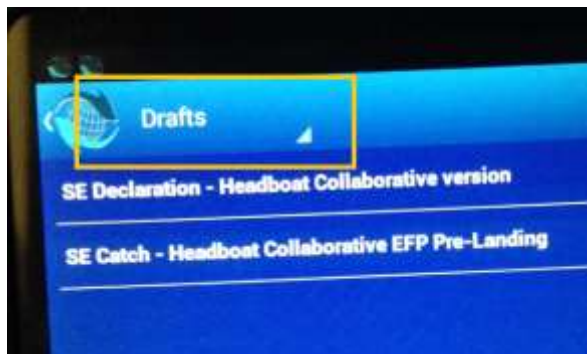 Drafts
SE Declaration - Headboat Collaborative version
SE Catch - Headboat Collaborative EFP Pre-Landing